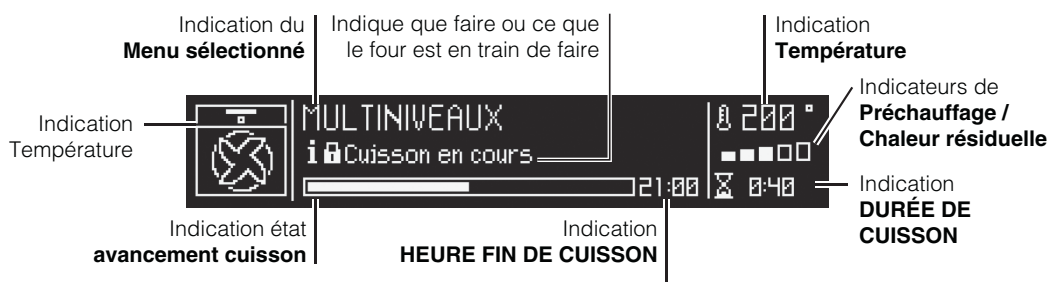 Indication du
Menu sélectionné
Indique que faire ou ce que
le four est en train de faire
Indication
Température
Indicateurs de
Préchauffage /
Chaleur résiduelle
Indication
Température
MULTINIVEAUX
200 °
i Cuisson en cours
21:00
0:40
Indication
DURÉE DE
CUISSON
Indication état
avancement cuisson
Indication
HEURE FIN DE CUISSON